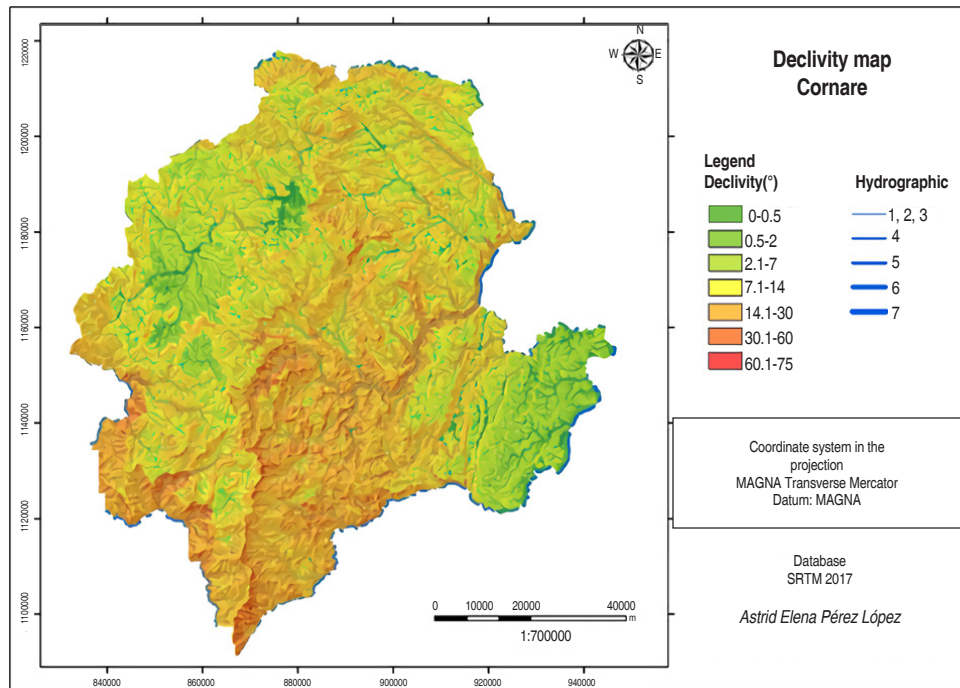 Declivity map
Cornare
N
W E
S
Legend
Declivity(°)
0-0.5
0.5-2
2.1-7
7.1-14
14.1-30
30.1-60
60.1-75
Hydrographic
1, 2, 3
4
5
6
7
Coordinate system in the
projection
MAGNA Transverse Mercator
Datum: MAGNA
Database
SRTM 2017
Astrid Elena Pérez López
0 10000 20000 40000
m
1:700000
1220000
1200000
1180000
1160000
1140000
1120000
1100000
840000 860000 880000 900000 920000 940000